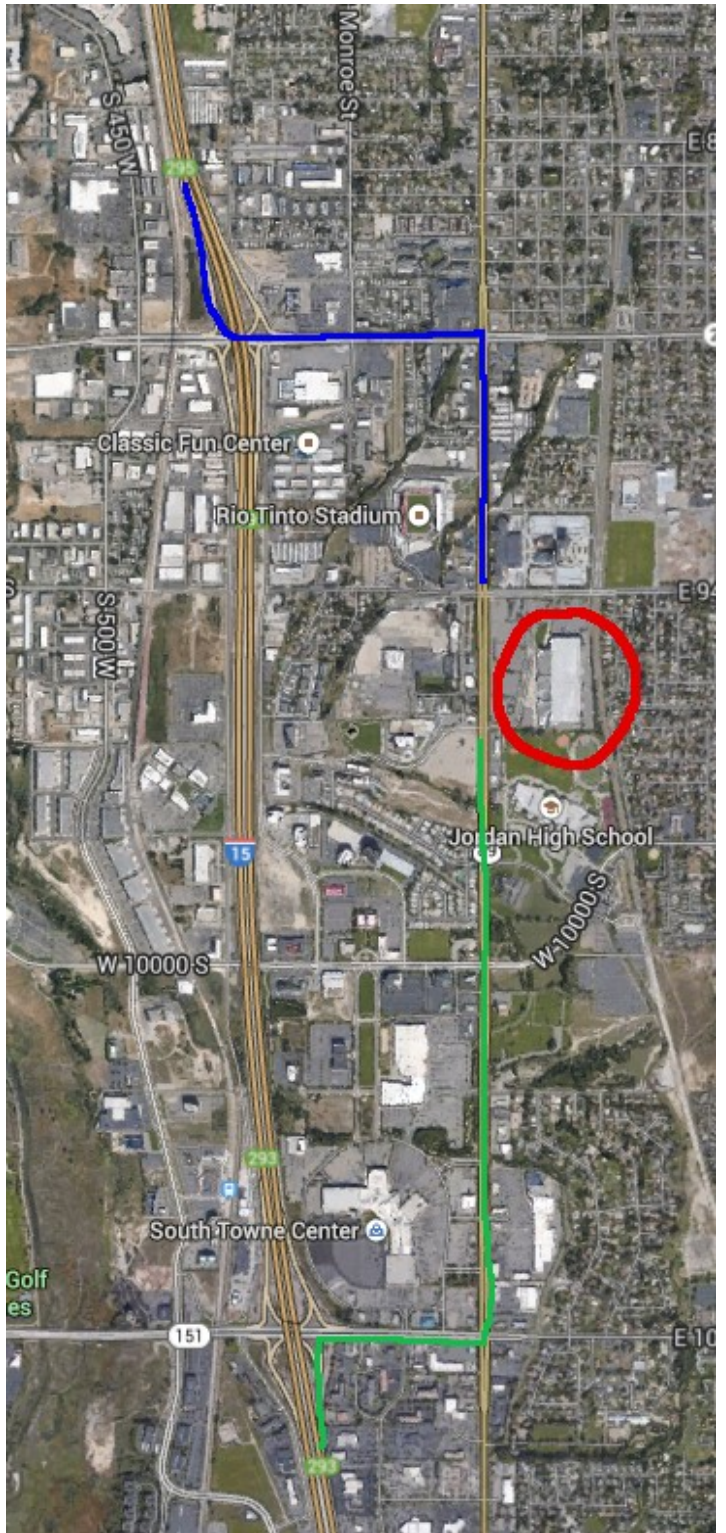 Monroe St
S 450 W
E 8
295
Classic Fun Center
Rio Tinto Stadium
E 94
S 500 W
15
Jordan High School
W 10000 S
W 10000 S
293
South Towne Center
Golf
es
151
E 10
293